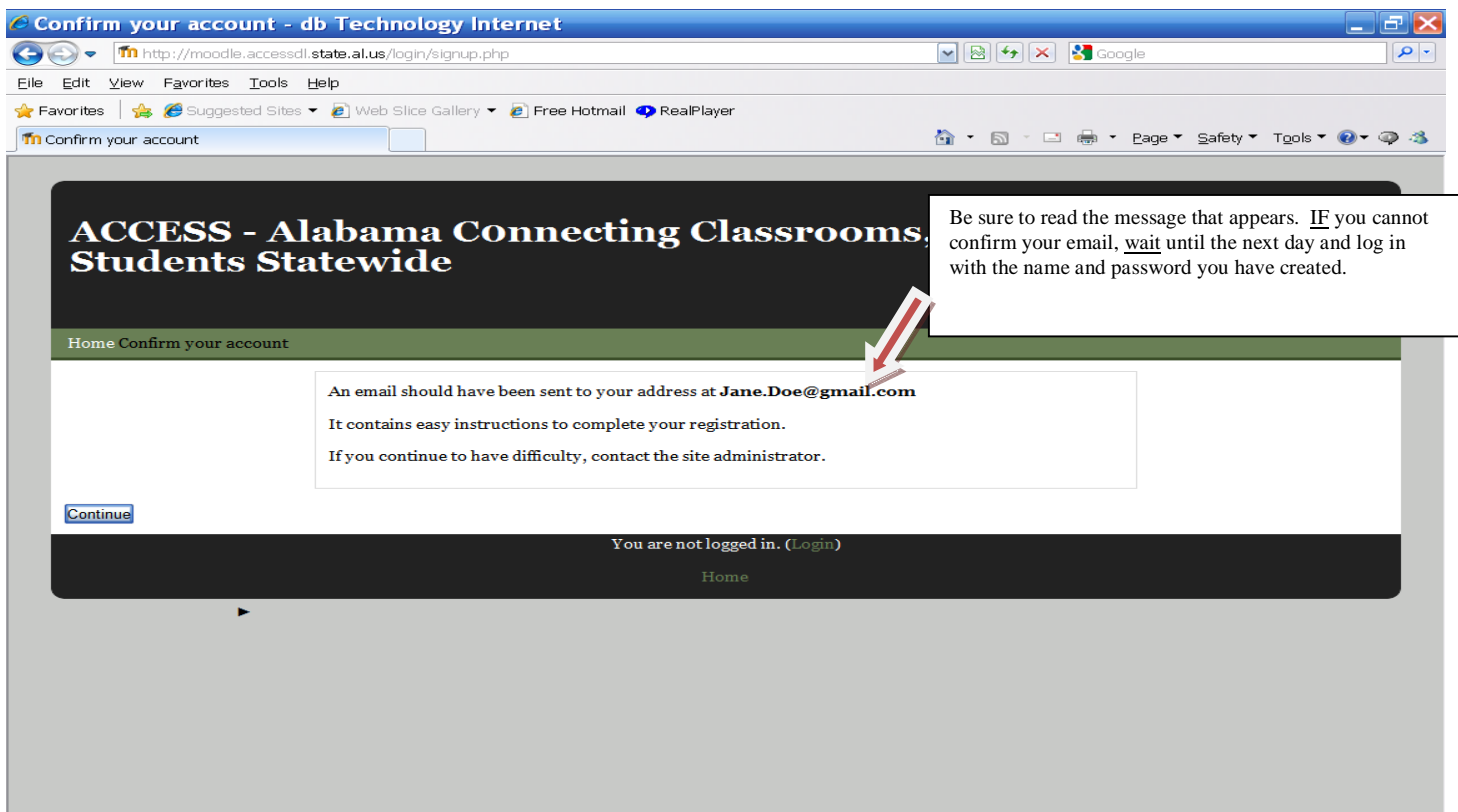 Confirm your account - db Technology Internet
http://moodle.accessdl.state.al.us/login/signup.php
Google
Eile Edit View Favorites Tools Help
Favorites Suggested Sites Web Slice Gallery Free Hotmail RealPlayer
Confirm your account
Page Safety Tools
ACCESS - Alabama Connecting Classrooms,
Students Statewide
Be sure to read the message that appears. IF you cannot
confirm your email, wait until the next day and log in
with the name and password you have created.
Home Confirm your account
An email should have been sent to your address at Jane.Doe@gmail.com
It contains easy instructions to complete your registration.
If you continue to have difficulty, contact the site administrator.
Continue
You are not logged in. (Login)
Home